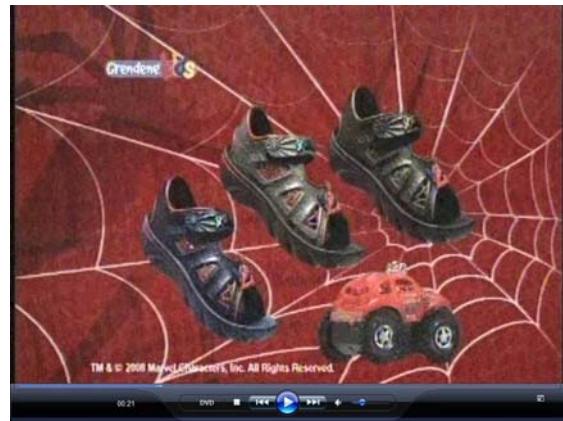 Grendene Kids
TM & © 2008 Marvel Characters, Inc. All Rights Reserved.
00:21
DVD